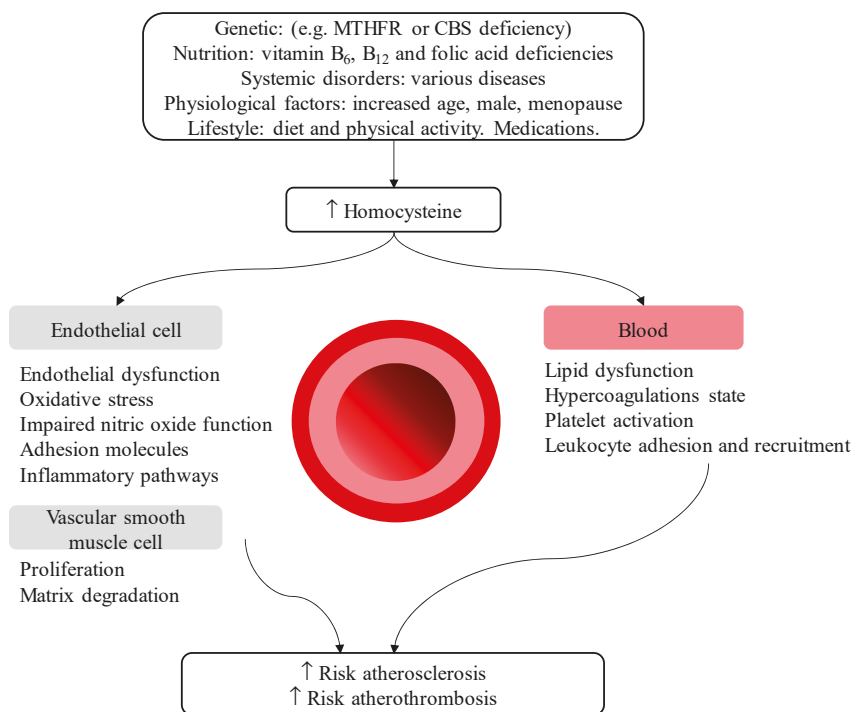 Genetic: (e.g. MTHFR or CBS deficiency)
Nutrition: vitamin B₆, B₁₂ and folic acid deficiencies
Systemic disorders: various diseases
Physiological factors: increased age, male, menopause
Lifestyle: diet and physical activity. Medications.
↑ Homocysteine
Endothelial cell
Endothelial dysfunction
Oxidative stress
Impaired nitric oxide function
Adhesion molecules
Inflammatory pathways
Vascular smooth
muscle cell
Proliferation
Matrix degradation
Blood
Lipid dysfunction
Hypercoagulations state
Platelet activation
Leukocyte adhesion and recruitment
↑ Risk atherosclerosis
↑ Risk atherothrombosis